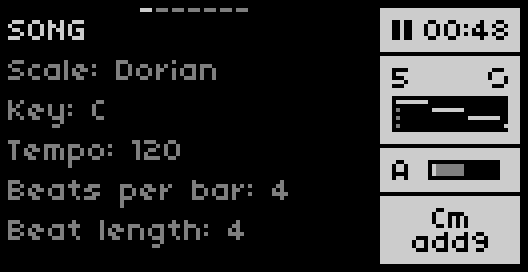 SONG
Scale: Dorian
Key: C
Tempo: 120
Beats per bar: 4
Beat length: 4
00:48
S O
A
Cm
add9